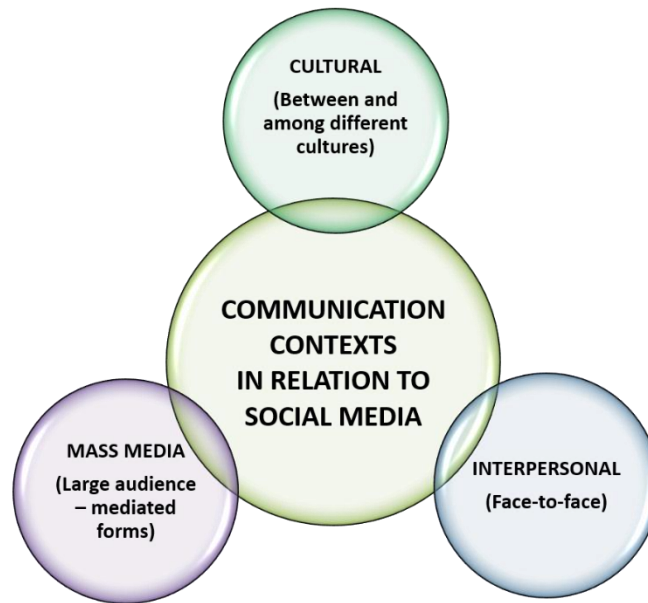 CULTURAL
(Between and
among different
cultures)
COMMUNICATION
CONTEXTS
IN RELATION TO
SOCIAL MEDIA
MASS MEDIA
(Large audience
– mediated
forms)
INTERPERSONAL
(Face-to-face)